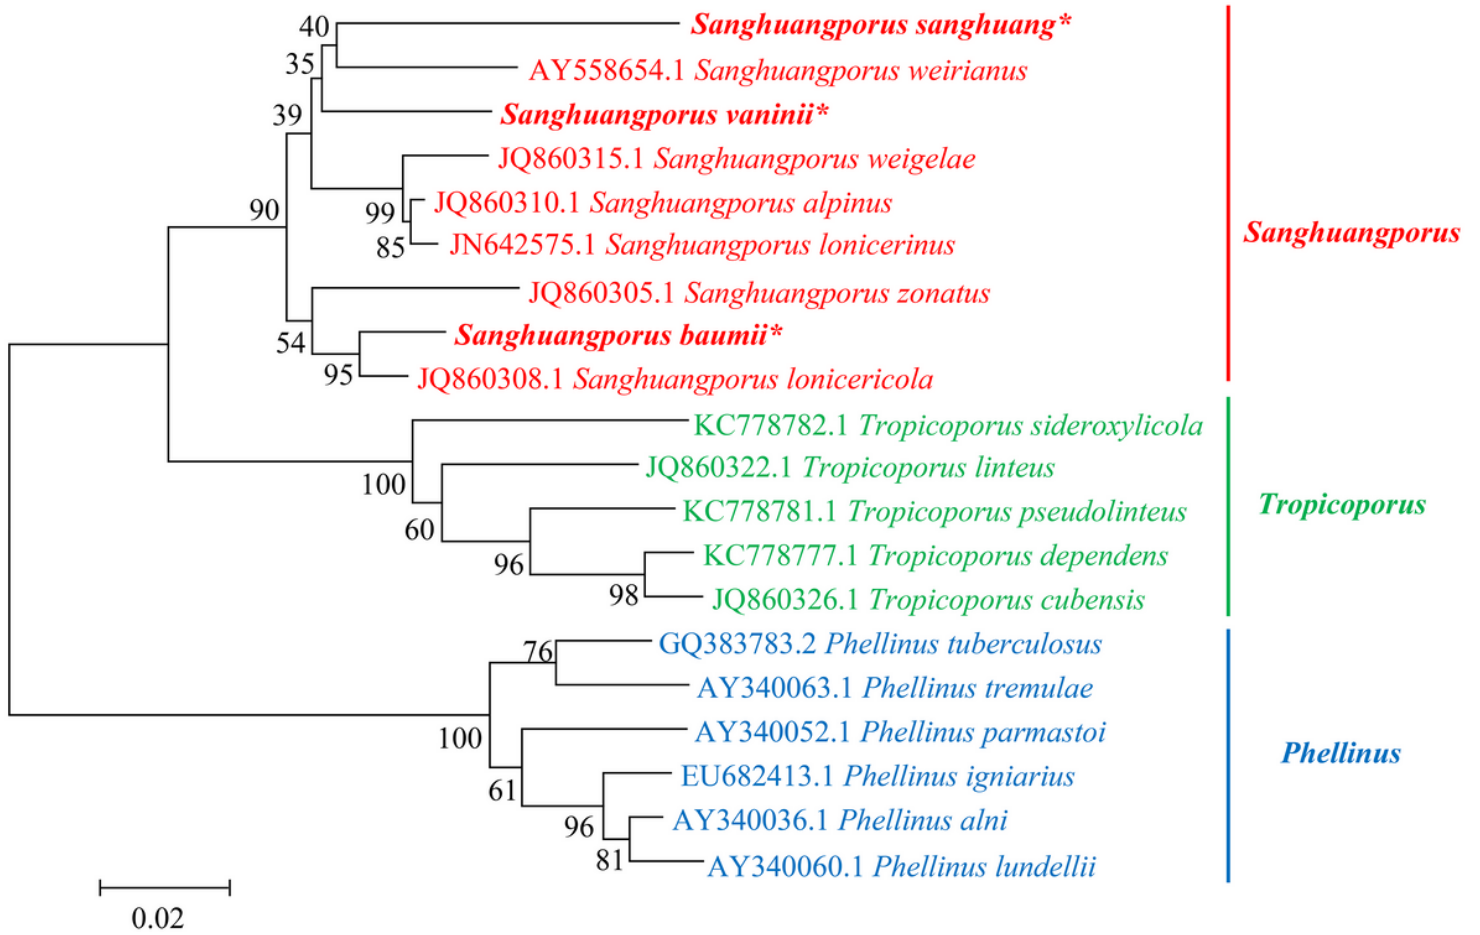 40
Sanghuangporus sanghuang*
35
AY558654.1 Sanghuangporus weirianus
39
Sanghuangporus vaninii*
JQ860315.1 Sanghuangporus weigelae
90
99
JQ860310.1 Sanghuangporus alpinus
85
JN642575.1 Sanghuangporus lonicerinus
Sanghuangporus
JQ860305.1 Sanghuangporus zonatus
54
Sanghuangporus baumii*
95
JQ860308.1 Sanghuangporus lonicericola
KC778782.1 Tropicoporus sideroxylicola
100
JQ860322.1 Tropicoporus linteus
60
KC778781.1 Tropicoporus pseudolinteus
Tropicoporus
96
KC778777.1 Tropicoporus dependens
98
JQ860326.1 Tropicoporus cubensis
76
GQ383783.2 Phellinus tuberculosus
AY340063.1 Phellinus tremulae
100
AY340052.1 Phellinus parmastoi
Phellinus
61
EU682413.1 Phellinus igniarius
96
AY340036.1 Phellinus alni
81
AY340060.1 Phellinus lundellii
0.02